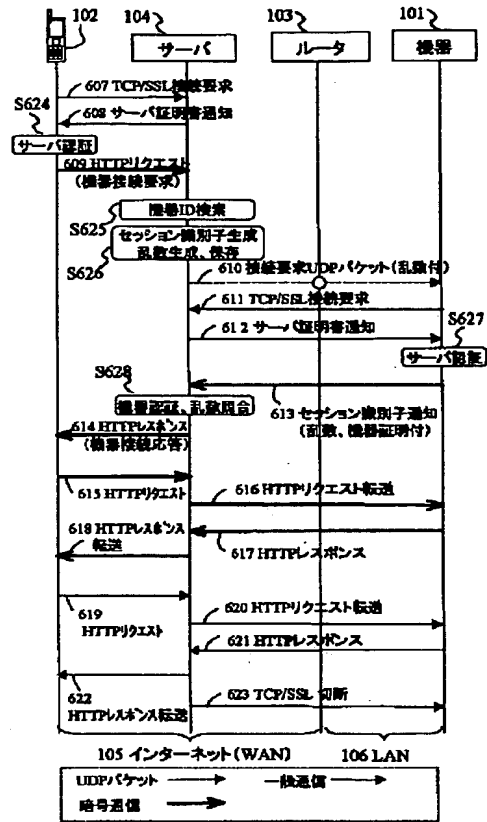 102
104
103
101
サーバ
ルータ
機器
607 TCP/SSL接続要求
608 サーバ証明書通知
S624
サーバ認証
609 HTTPリクエスト
(機器接続要求)
機器ID検索
S625
セッション識別子生成
乱数生成、保存
S626
610 接続要求UDPパケット(乱数付)
611 TCP/SSL接続要求
612 サーバ証明書通知
S627
サーバ認証
S628
機器認証、乱数照合
613 セッション識別子通知
(乱数、機器証明付)
614 HTTPレスポンス
(機器接続応答)
615 HTTPリクエスト
616 HTTPリクエスト転送
618 HTTPレスポンス
転送
617 HTTPレスポンス
619
HTTPリクエスト
620 HTTPリクエスト転送
621 HTTPレスポンス
622
HTTPレスポンス転送
623 TCP/SSL 切断
105 インターネット(WAN)
106 LAN
UDPパケット
一般通信
暗号通信